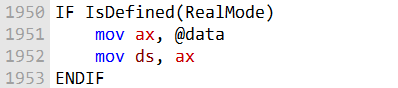 1950 IF IsDefined(RealMode)
1951     mov ax, @data
1952     mov ds, ax
1953 ENDIF